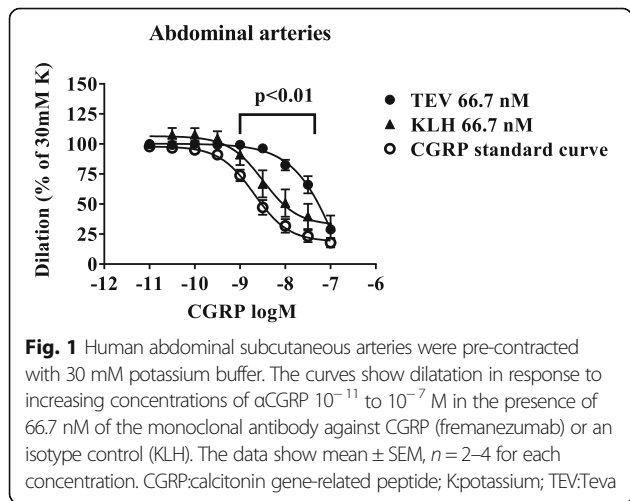 Abdominal arteries
p<0.01
150
125
100
75
50
25
0
Dilation (% of 30mM K)
-12 -11 -10 -9 -8 -7 -6
CGRP logM
TEV 66.7 nM
KLH 66.7 nM
CGRP standard curve
Fig. 1 Human abdominal subcutaneous arteries were pre-contracted
with 30 mM potassium buffer. The curves show dilatation in response to
increasing concentrations of αCGRP 10⁻¹¹ to 10⁻⁷ M in the presence of
66.7 nM of the monoclonal antibody against CGRP (fremanezumab) or an
isotype control (KLH). The data show mean ± SEM, n = 2–4 for each
concentration. CGRP:calcitonin gene-related peptide; K:potassium; TEV:Teva